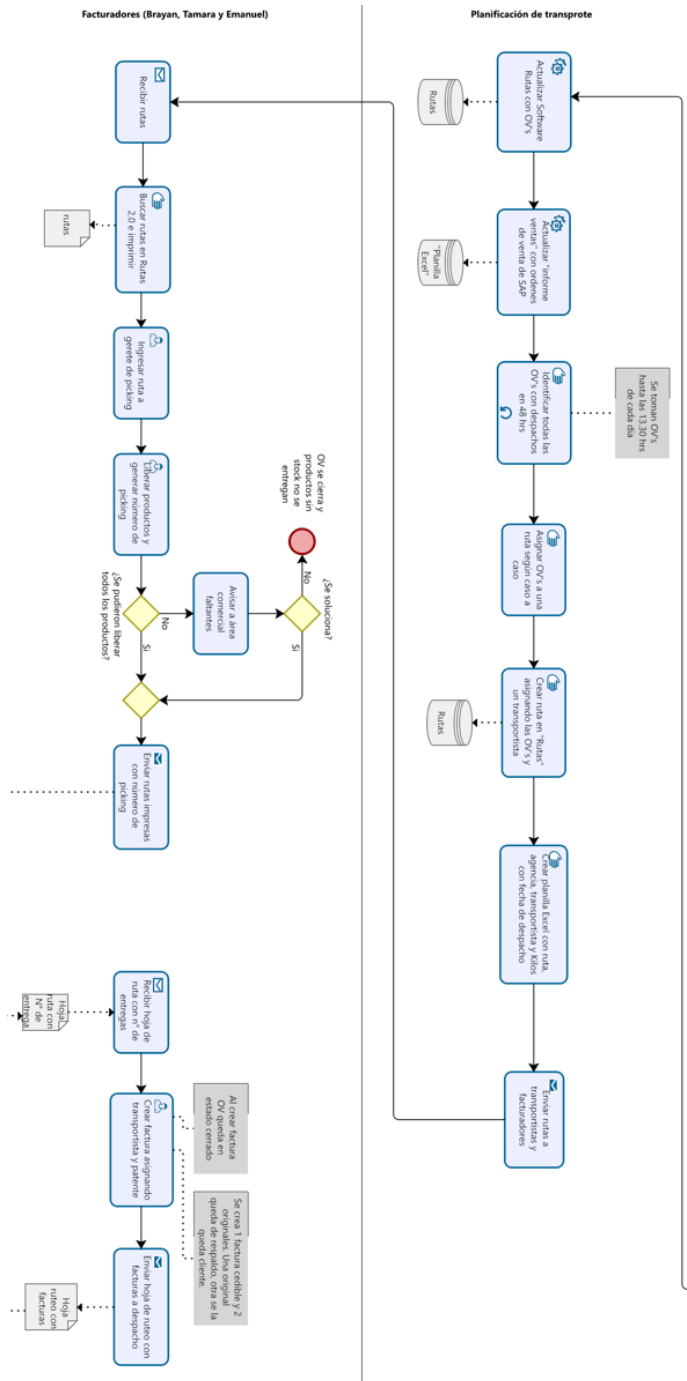 Planificación de transprote
Actualizar Software
Rutas con OV's
Rutas
Actualizar "informe
ventas" con ordenes
de venta de SAP
"Planilla
Excel"
Se toman OV's
hasta las 13.30 hrs
de cada día
Identificar todas las
OV's con despachos
en 48 hrs
Asignar OV's a una
ruta según caso a
caso
Crear ruta en "Rutas"
asignando las OV's y
un transportista
Rutas
Crear planilla Excel con ruta,
agencia, transportista y Kilos
con fecha de despacho
Enviar rutas a
transportistas y
facturadores
Facturadores (Brayan, Tamara y Emanuel)
Recibir rutas
Buscar rutas en Rutas
2.0 e imprimir
rutas
Ingresar ruta a
gerete de picking
Liberar productos y
generar número de
picking
¿Se pudieron liberar
todos los productos?
No
Si
Avisar a área
comercial
faltantes
¿Se soluciona?
No
Si
OV se cierra y
productos sin
stock no se
entregan
Enviar rutas impresas
con número de
picking
Recibir hoja de
ruta con n° de
entregas
Hoja
ruta con
N° de
entrega
Al crear factura
OV queda en
estado cerrado
Crear factura asignando
transportista y patente
Se crea 1 factura cedible y 2
originales. Una original
queda de respaldo, otra se la
queda cliente.
Enviar hoja de ruteo con
facturas a despacho
Hoja
ruteo con
facturas